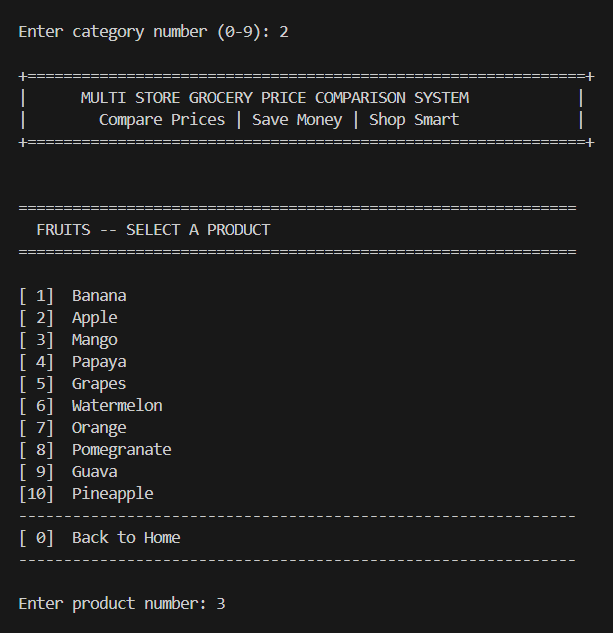 Enter category number (0-9): 2
+==============================================================+
|      MULTI STORE GROCERY PRICE COMPARISON SYSTEM            |
|        Compare Prices | Save Money | Shop Smart             |
+==============================================================+
==============================================================
  FRUITS -- SELECT A PRODUCT
==============================================================
[ 1]  Banana
[ 2]  Apple
[ 3]  Mango
[ 4]  Papaya
[ 5]  Grapes
[ 6]  Watermelon
[ 7]  Orange
[ 8]  Pomegranate
[ 9]  Guava
[10]  Pineapple
--------------------------------------------------------------
[ 0]  Back to Home
--------------------------------------------------------------
Enter product number: 3